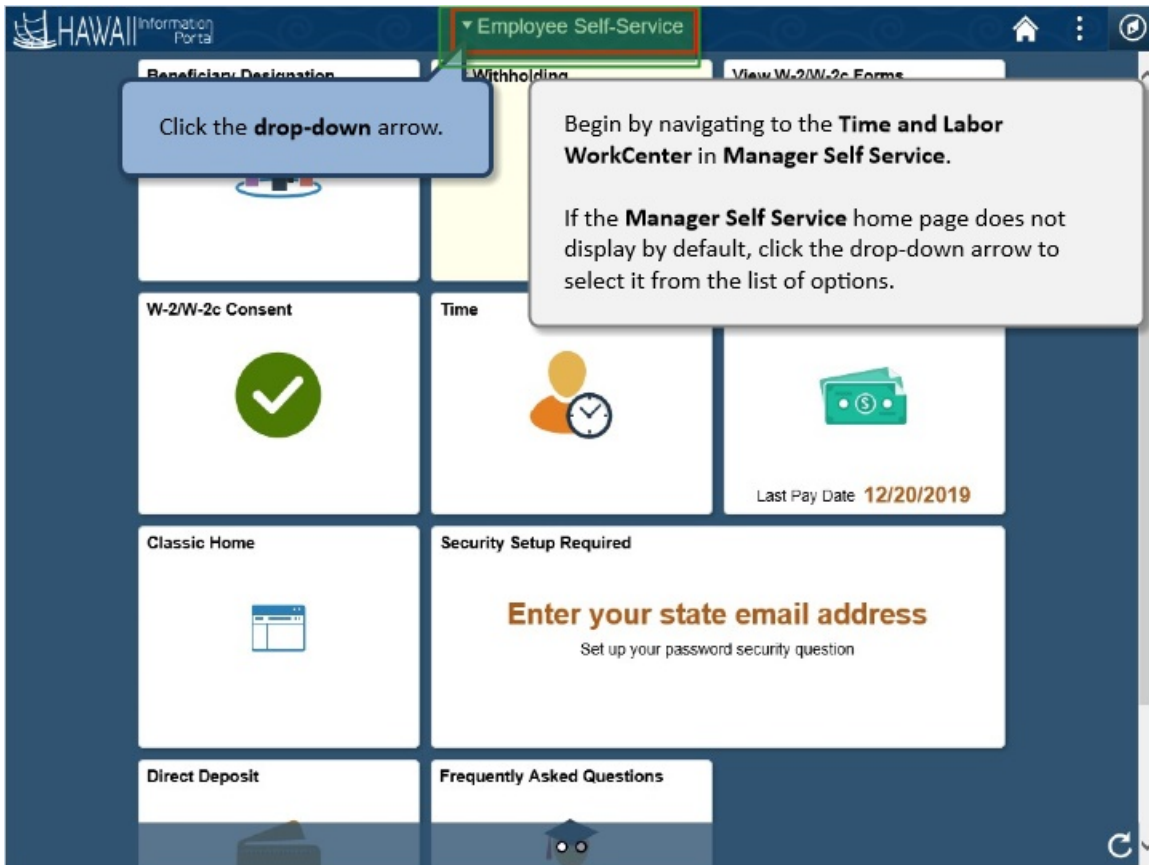 HAWAII Information
Portal
Employee Self-Service
Beneficiary Designation
Withholding
View W-2/W-2c Forms
Click the drop-down arrow.
Begin by navigating to the Time and Labor
WorkCenter in Manager Self Service.
If the Manager Self Service home page does not
display by default, click the drop-down arrow to
select it from the list of options.
W-2/W-2c Consent
Time
Last Pay Date 12/20/2019
Classic Home
Security Setup Required
Enter your state email address
Set up your password security question
Direct Deposit
Frequently Asked Questions